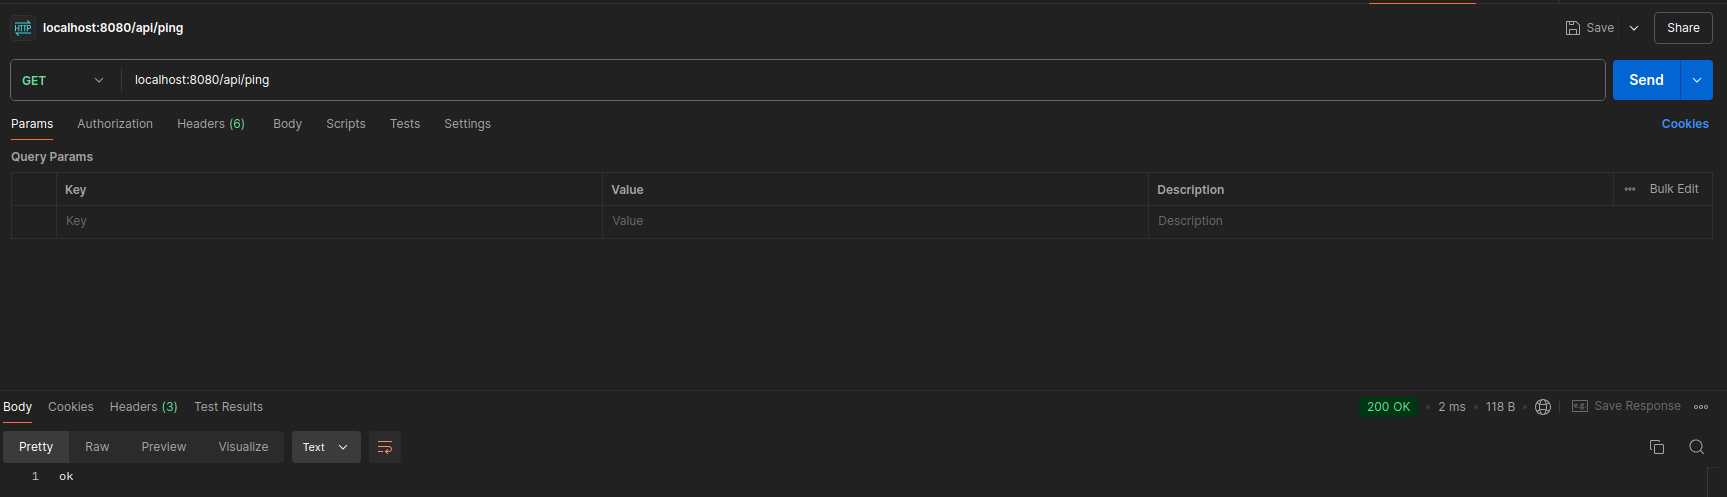 HTTP localhost:8080/api/ping Save Share
GET localhost:8080/api/ping Send
Params Authorization Headers (6) Body Scripts Tests Settings Cookies
Query Params
Key Value Description Bulk Edit
Key Value Description
Body Cookies Headers (3) Test Results 200 OK • 2 ms • 118 B • e.g. Save Response
Pretty Raw Preview Visualize Text
1 ok